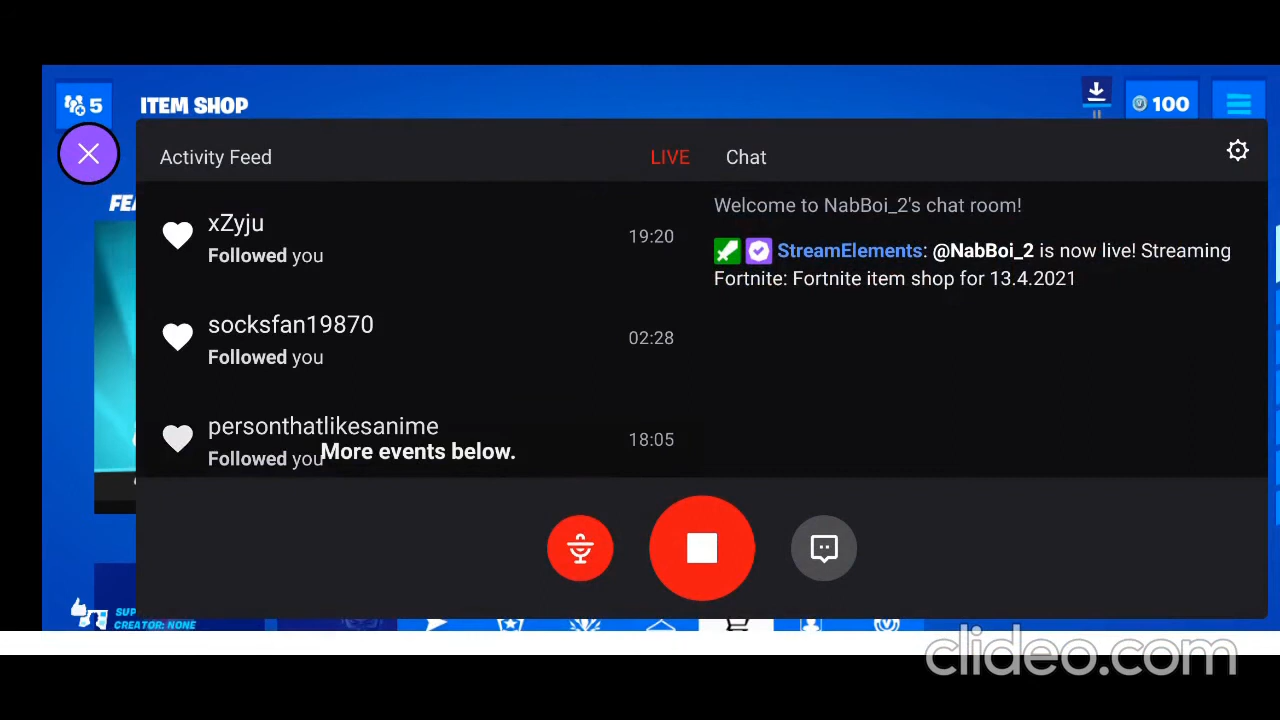 5
ITEM SHOP
100
Activity Feed
LIVE
Chat
FEA
xZyju
Followed you
19:20
socksfan19870
Followed you
02:28
personthatlikesanime
Followed you
18:05
More events below.
Welcome to NabBoi_2's chat room!
StreamElements: @NabBoi_2 is now live! Streaming
Fortnite: Fortnite item shop for 13.4.2021
SUP
CREATOR: NONE
clideo.com